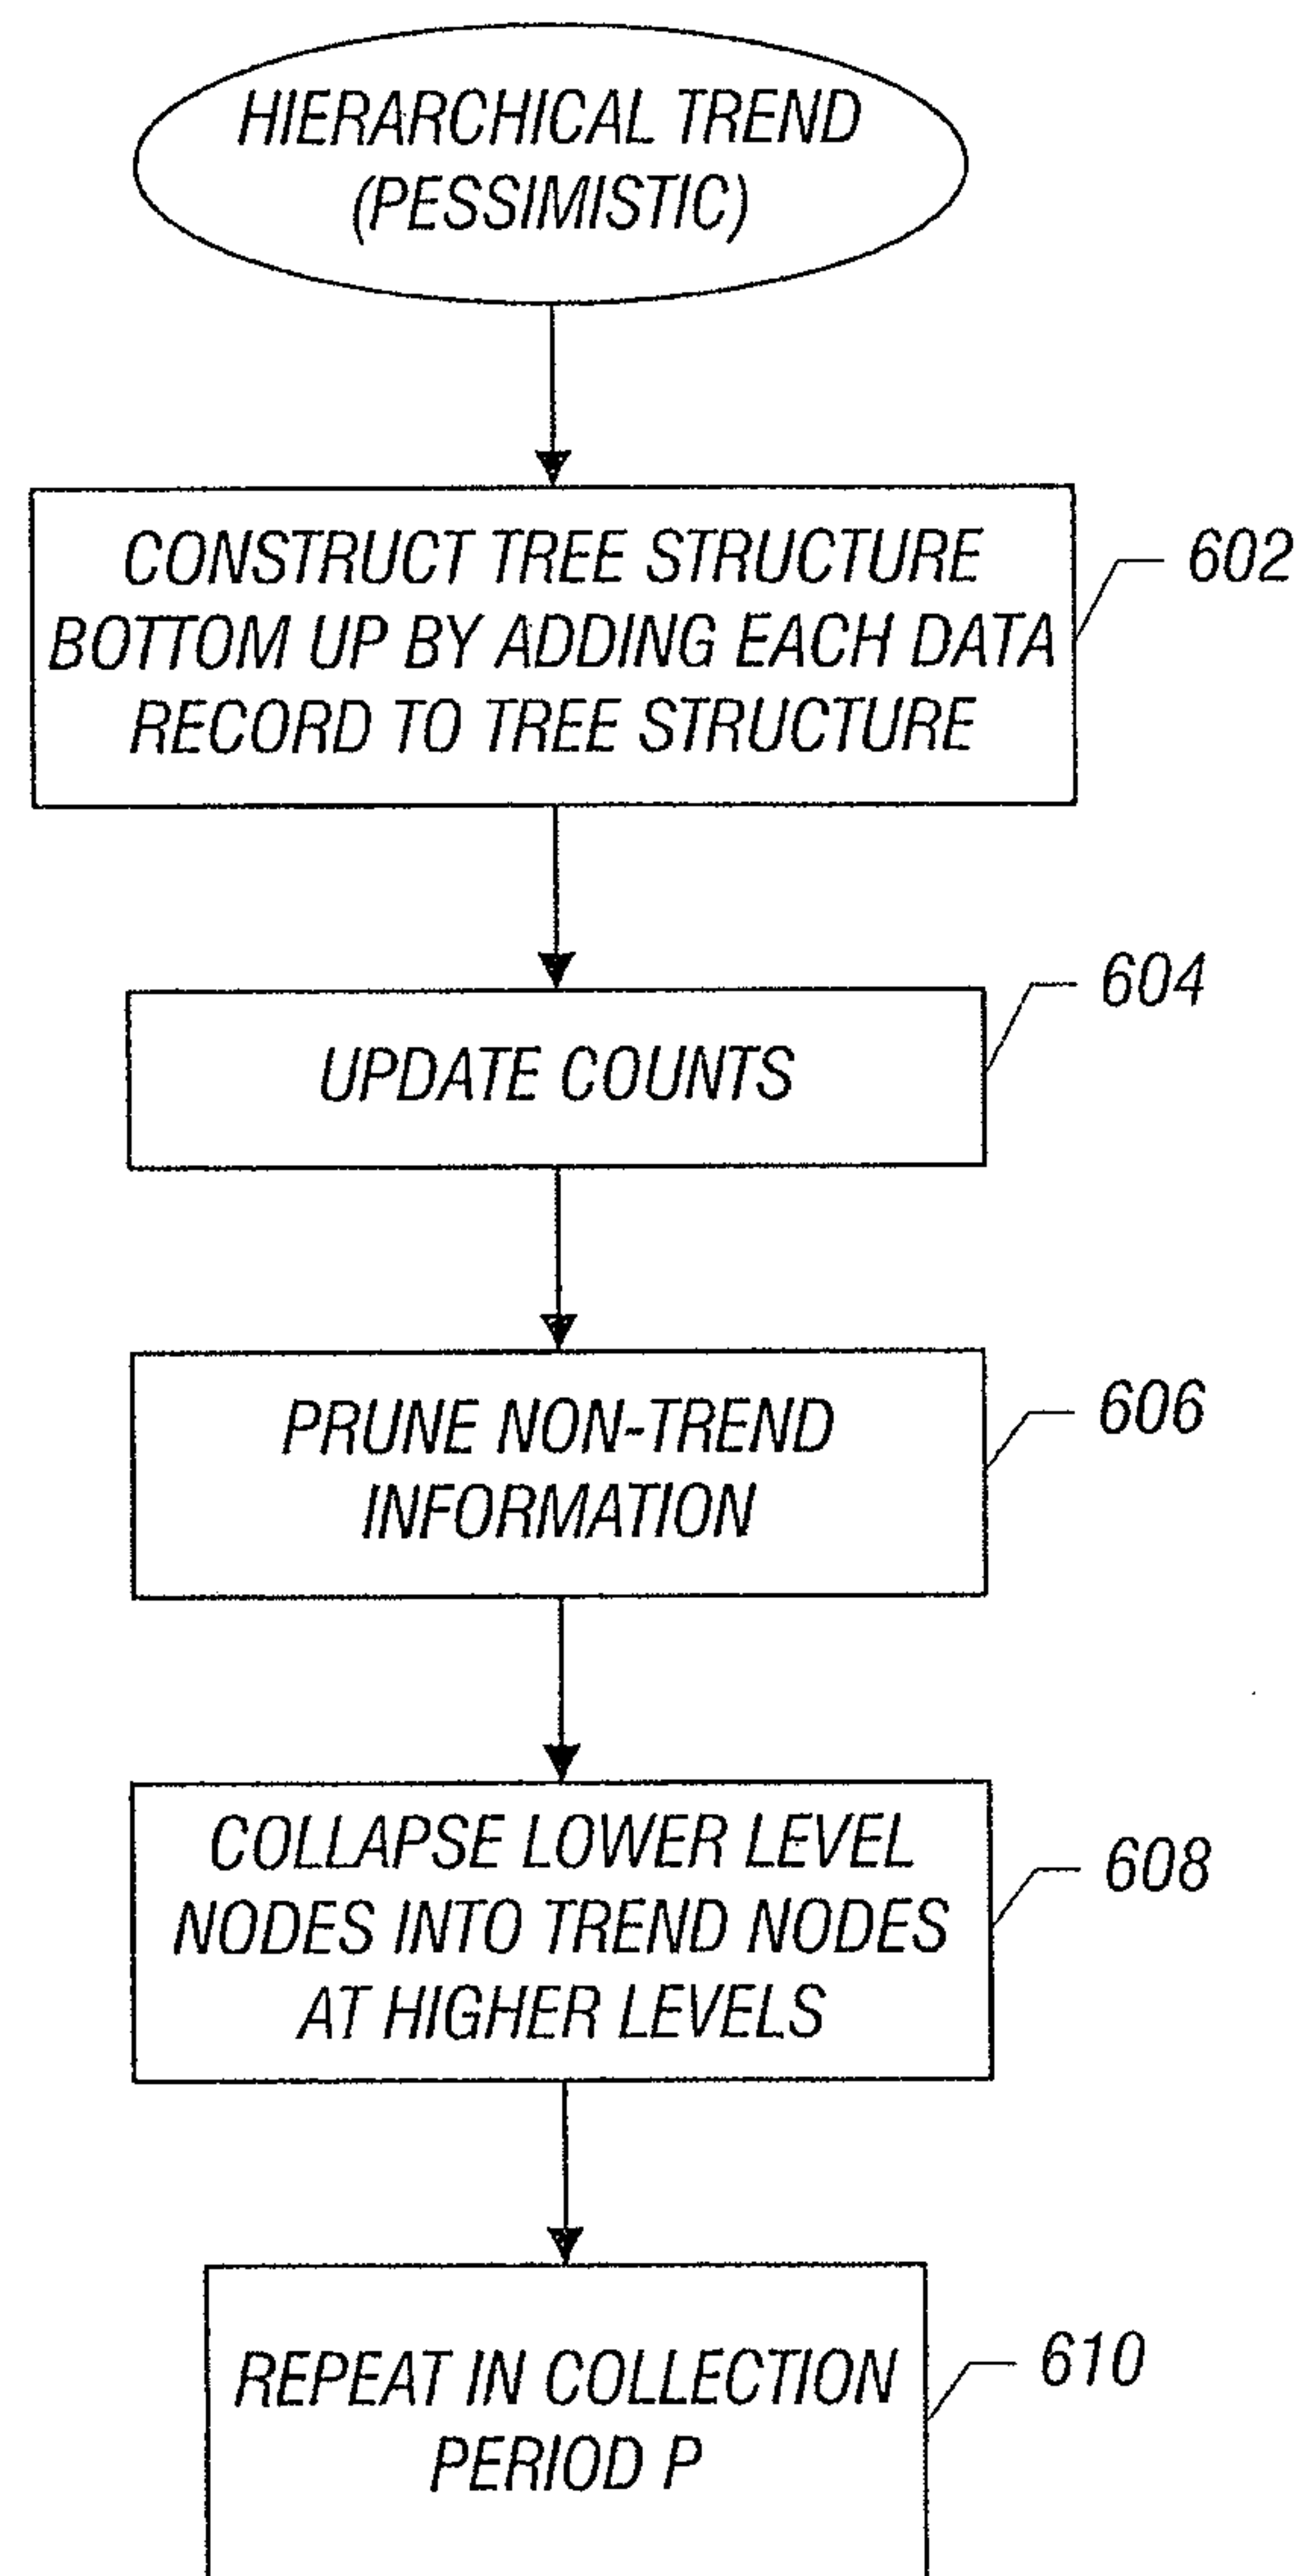 HIERARCHICAL TREND
(PESSIMISTIC)
CONSTRUCT TREE STRUCTURE
BOTTOM UP BY ADDING EACH DATA
RECORD TO TREE STRUCTURE
602
UPDATE COUNTS
604
PRUNE NON-TREND
INFORMATION
606
COLLAPSE LOWER LEVEL
NODES INTO TREND NODES
AT HIGHER LEVELS
608
REPEAT IN COLLECTION
PERIOD P
610